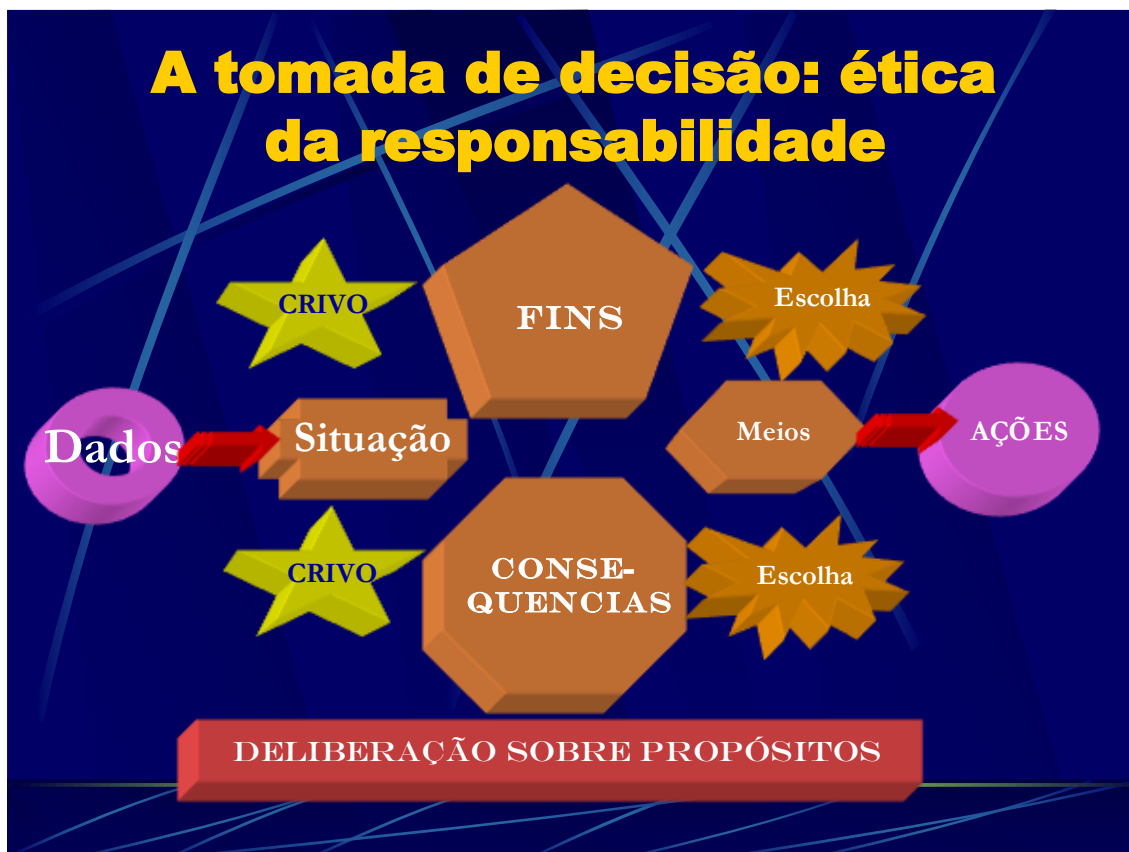 A tomada de decisão: ética
da responsabilidade
CRIVO
FINS
Escolha
Dados
Situação
Meios
AÇÕES
CRIVO
CONSE-
QUENCIAS
Escolha
DELIBERAÇÃO SOBRE PROPÓSITOS